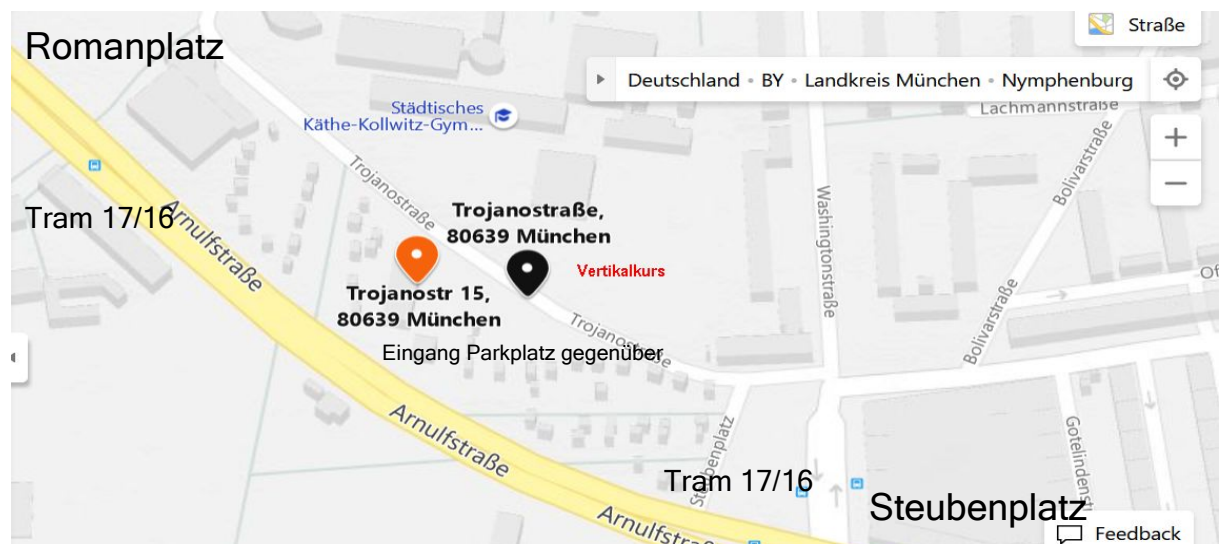 Romanplatz
Straße
Deutschland • BY • Landkreis München • Nymphenburg
Lachmannstraße
Städtisches
Käthe-Kollwitz-Gym...
Bolivarstraße
Trojanostraße
Washingtonstraße
Tram 17/16
Arnulfstraße
Trojanostraße,
80639 München
Vertikalkurs
Trojanostr 15,
80639 München
Trojanostraße
Bolivarstraße
Eingang Parkplatz gegenüber
Arnulfstraße
Steubenplatz
Tram 17/16
Steubenplatz
Feedback